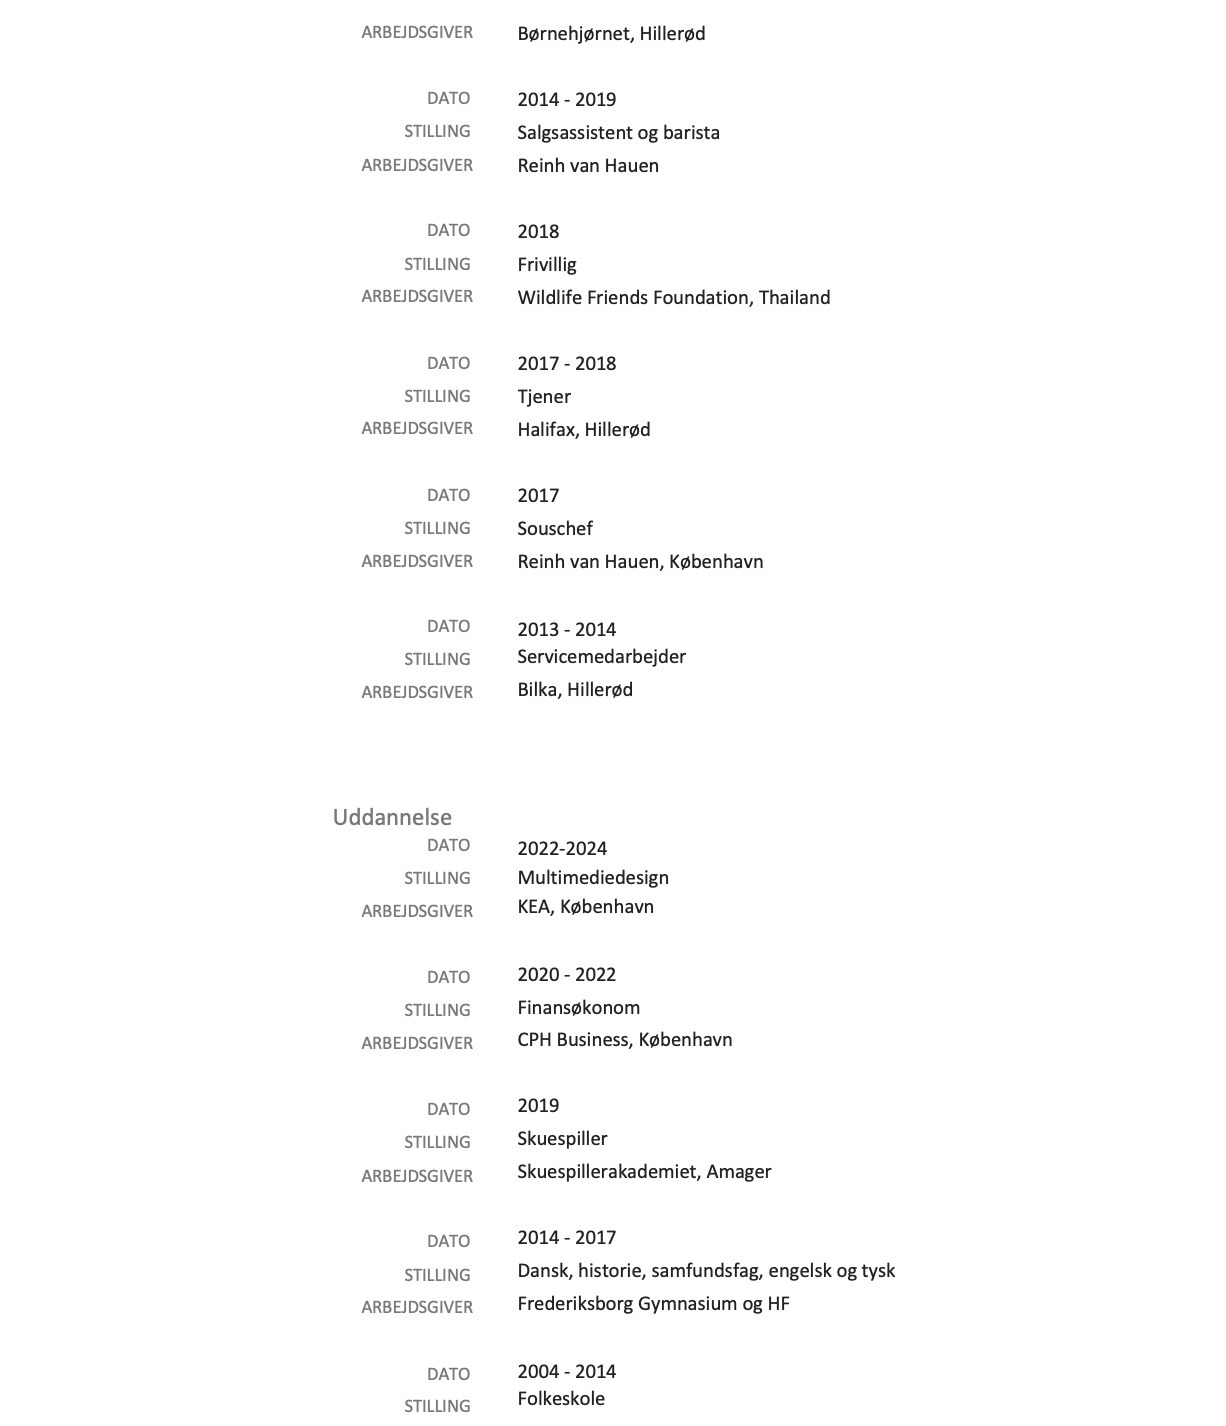 ARBEJDSGIVER Børnehjørnet, Hillerød
DATO 2014 - 2019
STILLING Salgsassistent og barista
ARBEJDSGIVER Reinh van Hauen
DATO 2018
STILLING Frivillig
ARBEJDSGIVER Wildlife Friends Foundation, Thailand
DATO 2017 - 2018
STILLING Tjener
ARBEJDSGIVER Halifax, Hillerød
DATO 2017
STILLING Souschef
ARBEJDSGIVER Reinh van Hauen, København
DATO 2013 - 2014
STILLING Servicemedarbejder
ARBEJDSGIVER Bilka, Hillerød
Uddannelse
DATO 2022-2024
STILLING Multimediedesign
ARBEJDSGIVER KEA, København
DATO 2020 - 2022
STILLING Finansøkonom
ARBEJDSGIVER CPH Business, København
DATO 2019
STILLING Skuespiller
ARBEJDSGIVER Skuespillerakademiet, Amager
DATO 2014 - 2017
STILLING Dansk, historie, samfundsfag, engelsk og tysk
ARBEJDSGIVER Frederiksborg Gymnasium og HF
DATO 2004 - 2014
STILLING Folkeskole